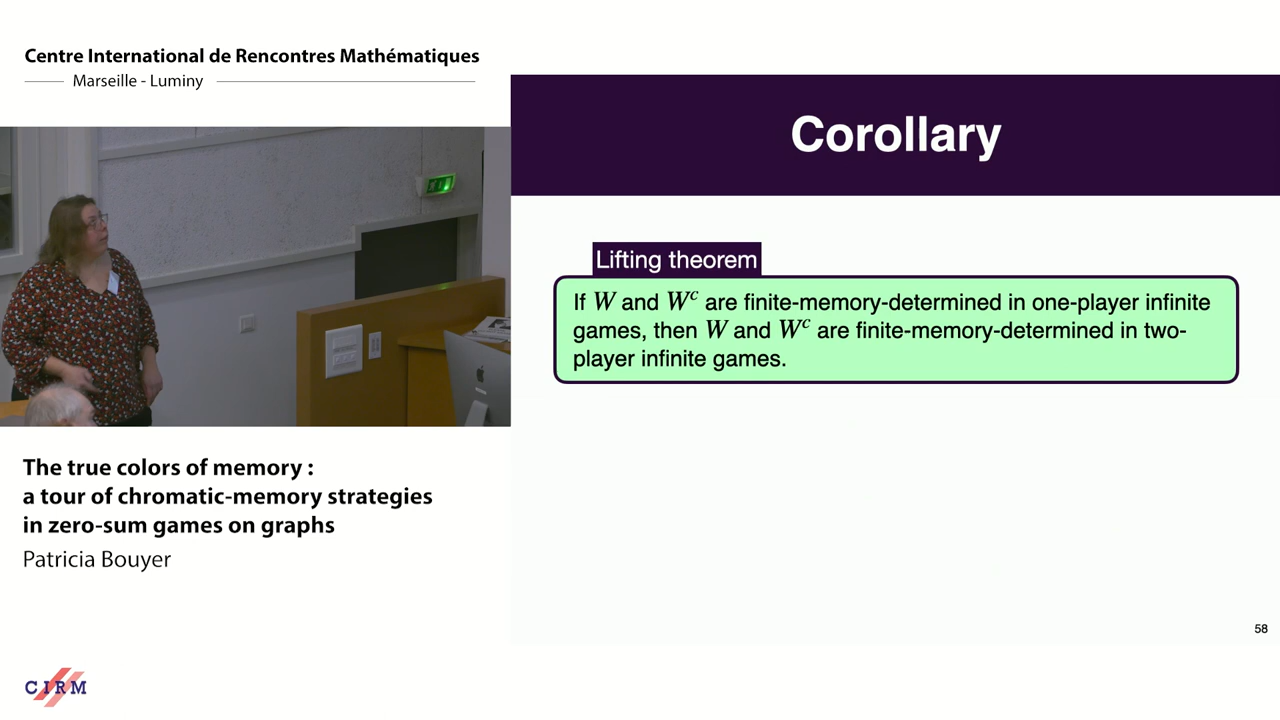 Centre International de Rencontres Mathématiques
Marseille - Luminy
Corollary
Lifting theorem
If W and Wᶜ are finite-memory-determined in one-player infinite
games, then W and Wᶜ are finite-memory-determined in two-
player infinite games.
The true colors of memory :
a tour of chromatic-memory strategies
in zero-sum games on graphs
Patricia Bouyer
58
CIRM